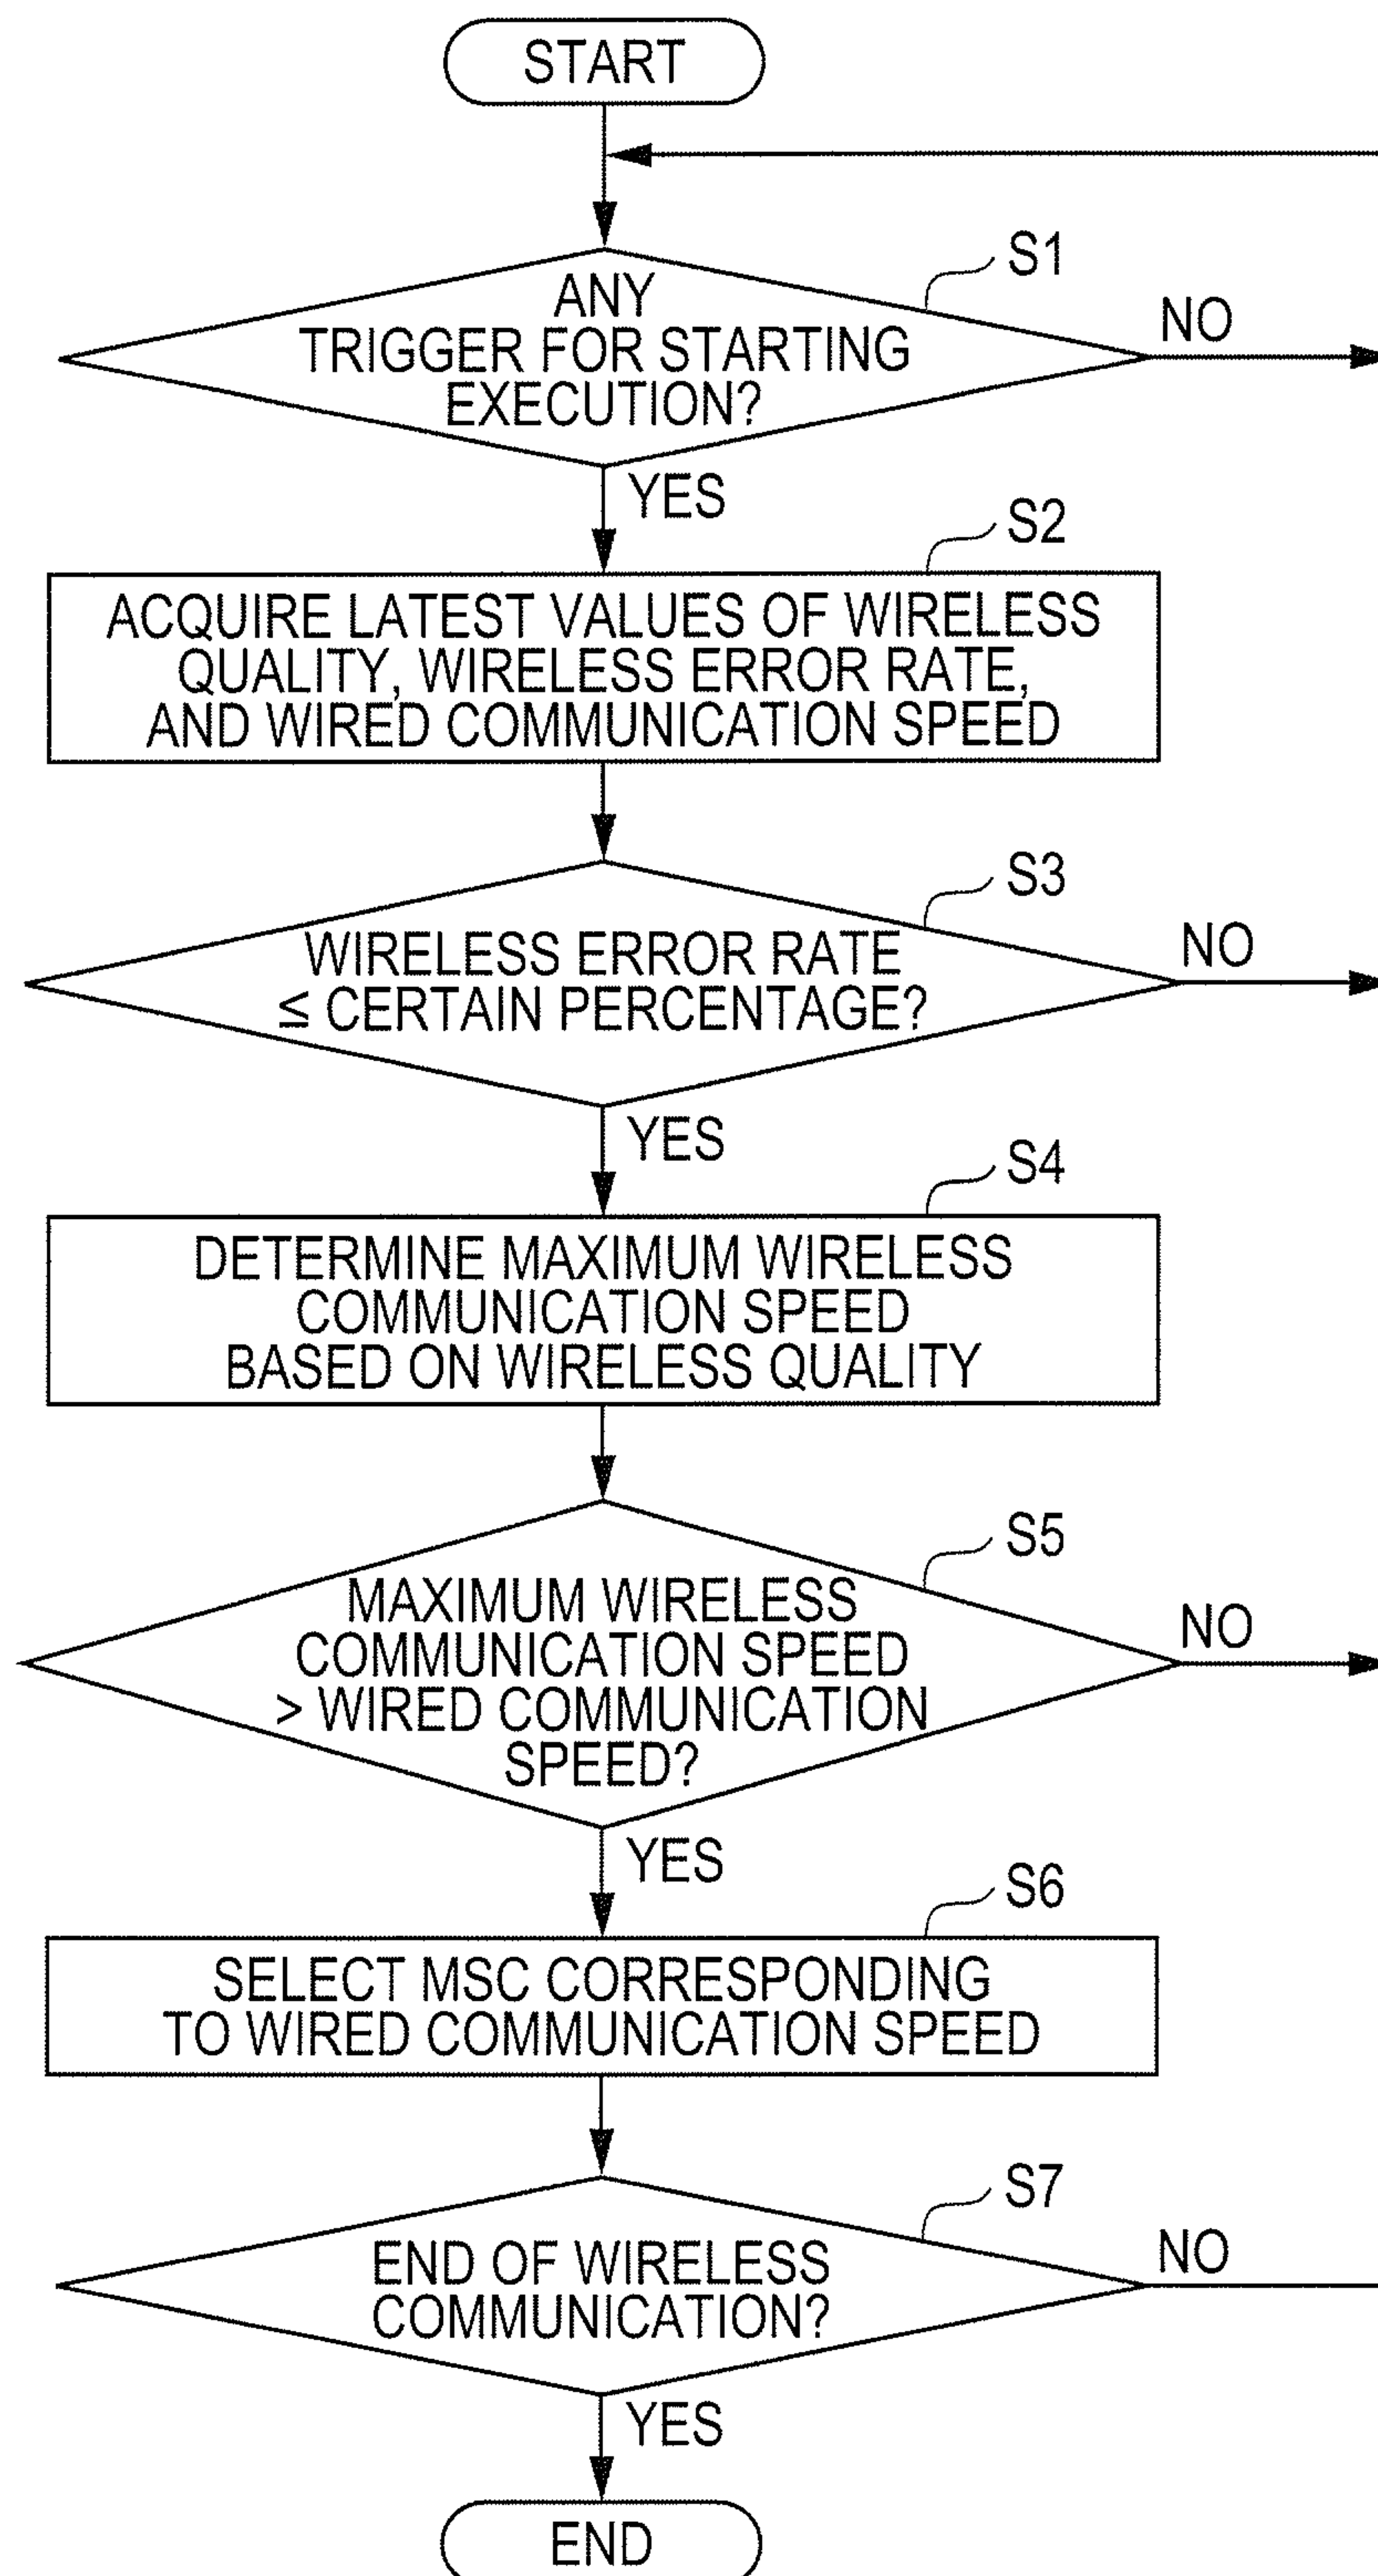 START
S1
ANY
TRIGGER FOR STARTING
EXECUTION?
NO
YES
S2
ACQUIRE LATEST VALUES OF WIRELESS
QUALITY, WIRELESS ERROR RATE,
AND WIRED COMMUNICATION SPEED
S3
WIRELESS ERROR RATE
≤ CERTAIN PERCENTAGE?
NO
YES
S4
DETERMINE MAXIMUM WIRELESS
COMMUNICATION SPEED
BASED ON WIRELESS QUALITY
S5
MAXIMUM WIRELESS
COMMUNICATION SPEED
> WIRED COMMUNICATION
SPEED?
NO
YES
S6
SELECT MSC CORRESPONDING
TO WIRED COMMUNICATION SPEED
S7
END OF WIRELESS
COMMUNICATION?
NO
YES
END